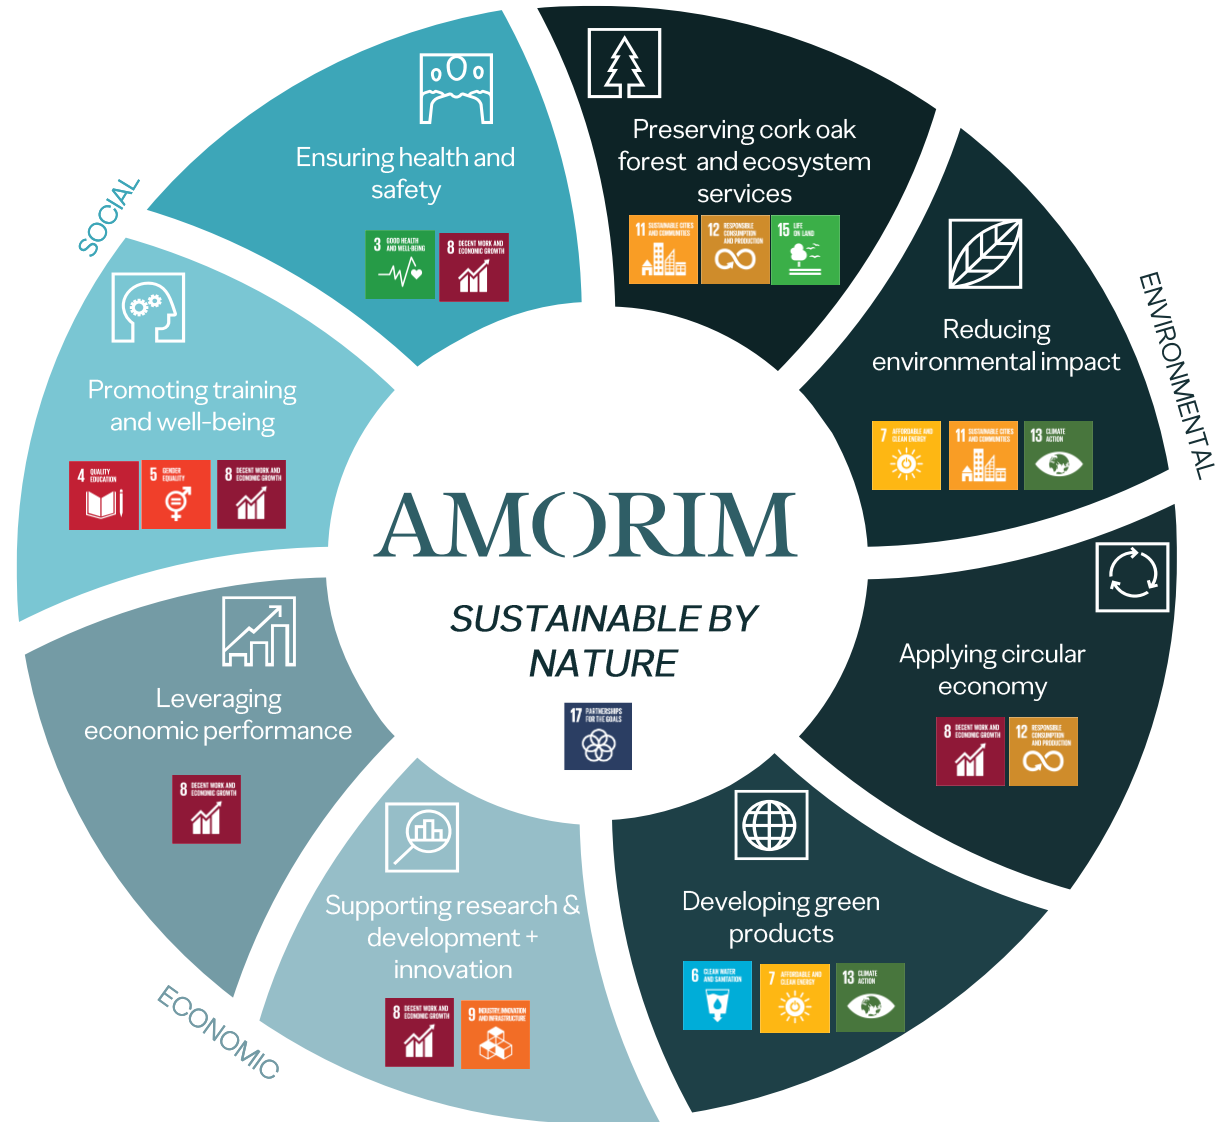 Preserving cork oak
forest and ecosystem
services
11 SUSTAINABLE CITIES
AND COMMUNITIES
12 RESPONSIBLE
CONSUMPTION
AND PRODUCTION
15 LIFE
ON LAND
ENVIRONMENTAL
Reducing
environmental impact
7 AFFORDABLE AND
CLEAN ENERGY
11 SUSTAINABLE CITIES
AND COMMUNITIES
13 CLIMATE
ACTION
Applying circular
economy
8 DECENT WORK AND
ECONOMIC GROWTH
12 RESPONSIBLE
CONSUMPTION
AND PRODUCTION
Developing green
products
6 CLEAN WATER
AND SANITATION
7 AFFORDABLE AND
CLEAN ENERGY
13 CLIMATE
ACTION
ECONOMIC
Supporting research &
development +
innovation
8 DECENT WORK AND
ECONOMIC GROWTH
9 INDUSTRY, INNOVATION
AND INFRASTRUCTURE
Leveraging
economic performance
8 DECENT WORK AND
ECONOMIC GROWTH
SOCIAL
Promoting training
and well-being
4 QUALITY
EDUCATION
5 GENDER
EQUALITY
8 DECENT WORK AND
ECONOMIC GROWTH
Ensuring health and
safety
3 GOOD HEALTH
AND WELL-BEING
8 DECENT WORK AND
ECONOMIC GROWTH
AMORIM
SUSTAINABLE BY
NATURE
17 PARTNERSHIPS
FOR THE GOALS